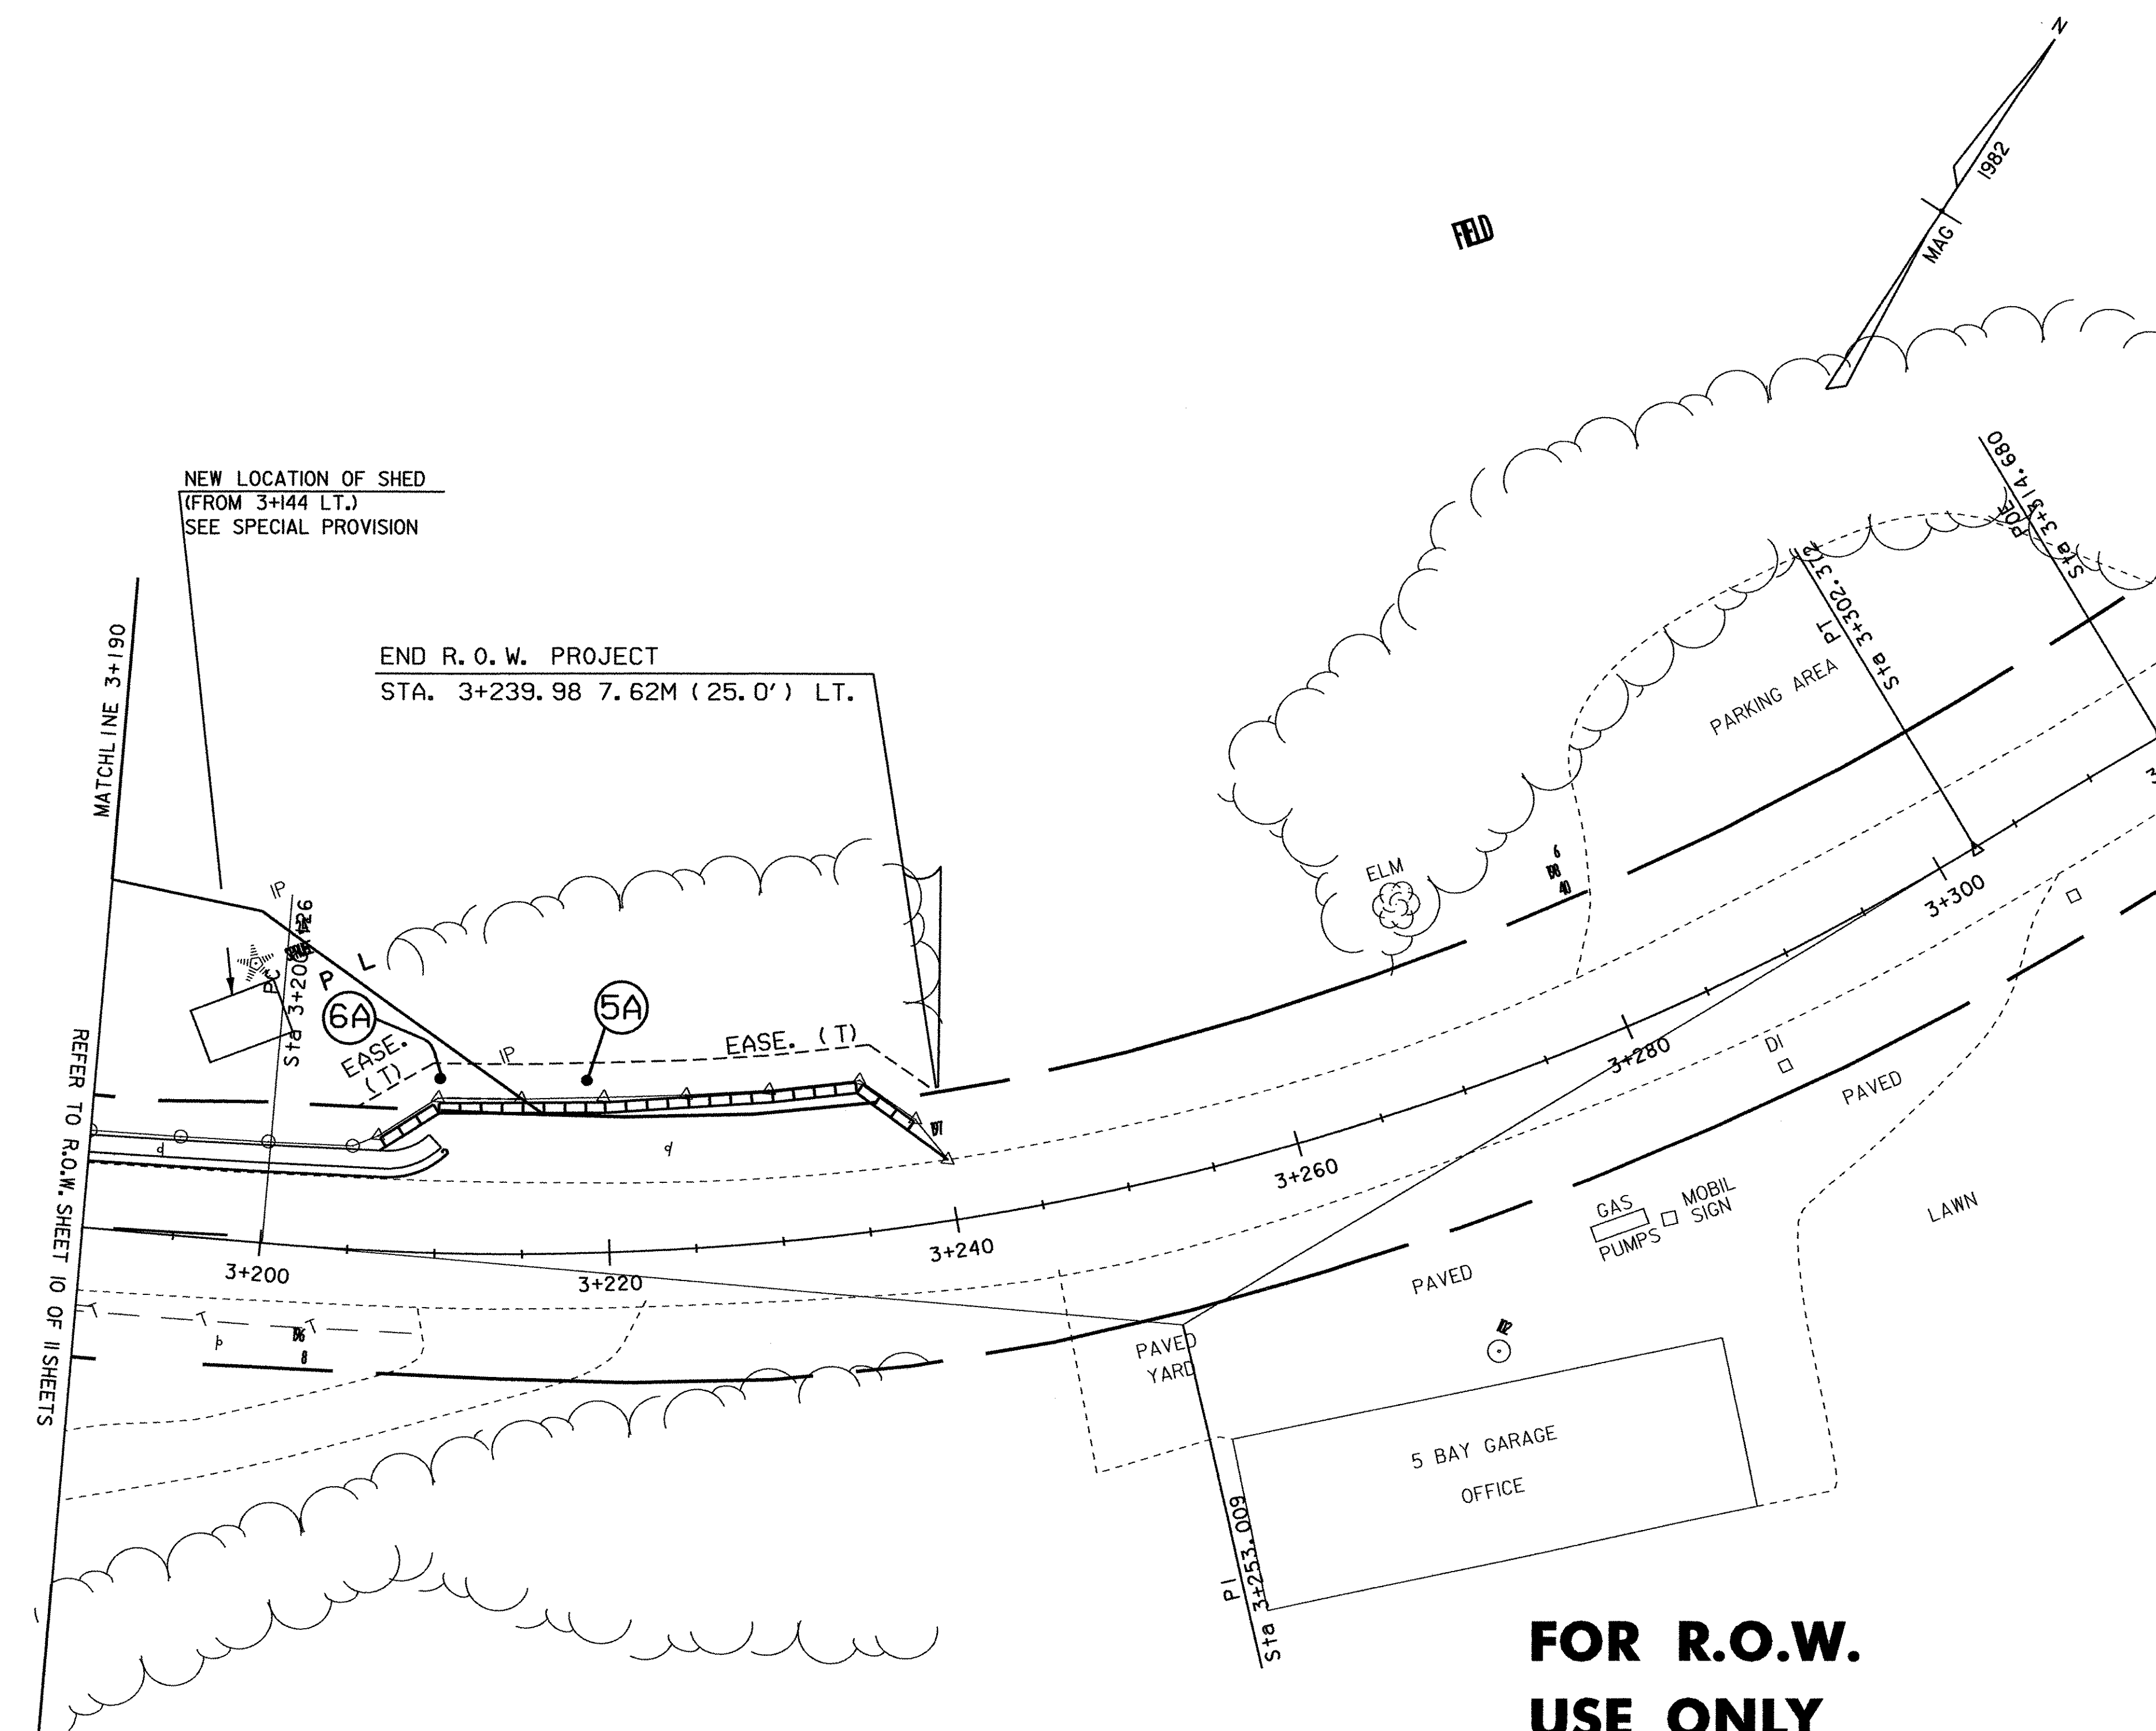 N
1982
MAG
FIELD
NEW LOCATION OF SHED
(FROM 3+144 LT.)
SEE SPECIAL PROVISION
END R.O.W. PROJECT
STA. 3+239.98 7.62M (25.0') LT.
MATCHLINE 3+190
REFER TO R.O.W. SHEET 10 OF 11 SHEETS
POE
Sta 3+314.680
PT
Sta 3+302.372
PARKING AREA
ELM
6
40
IP
PC
P L
6A
5A
EASE.
(T)
IP
EASE. (T)
3+200
3+220
3+240
3+260
3+280
3+300
DI
PAVED
GAS
PUMPS
MOBIL
SIGN
LAWN
PAVED
T
T
T
8
PAVED
YARD
5 BAY GARAGE
OFFICE
PI
Sta 3+253.009
FOR R.O.W.
USE ONLY